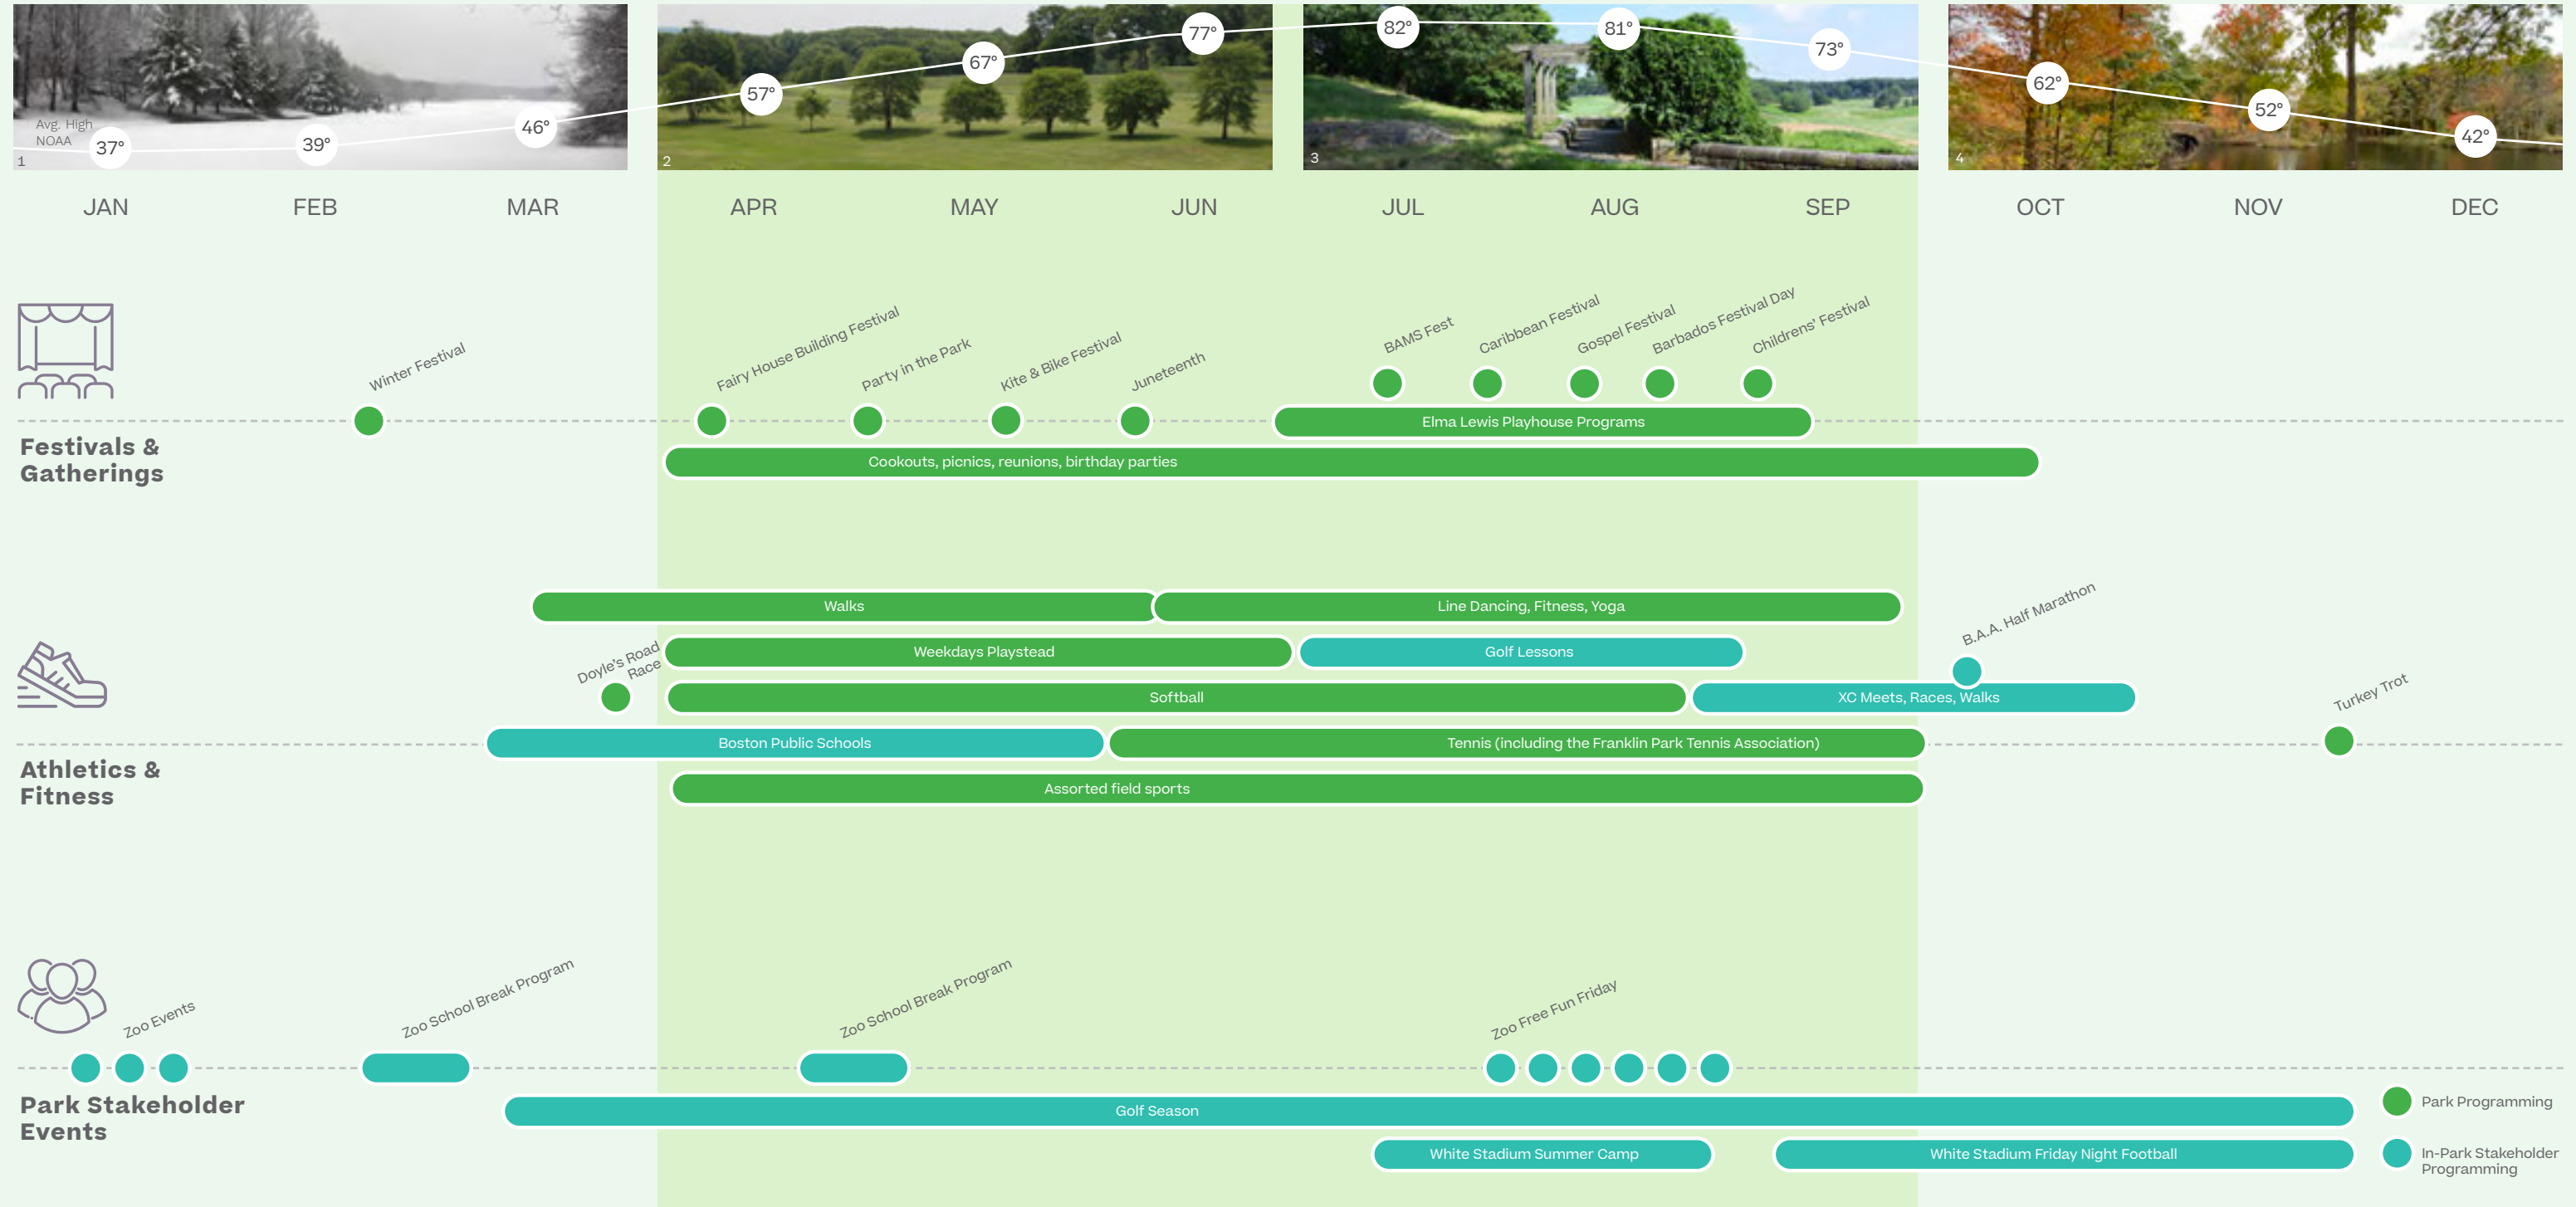 Avg. High
NOAA
37°
39°
46°
57°
67°
77°
82°
81°
73°
62°
52°
42°
1
2
3
4
JAN
FEB
MAR
APR
MAY
JUN
JUL
AUG
SEP
OCT
NOV
DEC
Festivals &
Gatherings
Winter Festival
Fairy House Building Festival
Party in the Park
Kite & Bike Festival
Juneteenth
BAMS Fest
Caribbean Festival
Gospel Festival
Barbados Festival Day
Childrens’ Festival
Elma Lewis Playhouse Programs
Cookouts, picnics, reunions, birthday parties
Athletics &
Fitness
Walks
Line Dancing, Fitness, Yoga
Doyle’s Road
Race
Weekdays Playstead
Golf Lessons
B.A.A. Half Marathon
Softball
XC Meets, Races, Walks
Turkey Trot
Boston Public Schools
Tennis (including the Franklin Park Tennis Association)
Assorted field sports
Park Stakeholder
Events
Zoo Events
Zoo School Break Program
Zoo School Break Program
Zoo Free Fun Friday
Golf Season
White Stadium Summer Camp
White Stadium Friday Night Football
Park Programming
In-Park Stakeholder
Programming